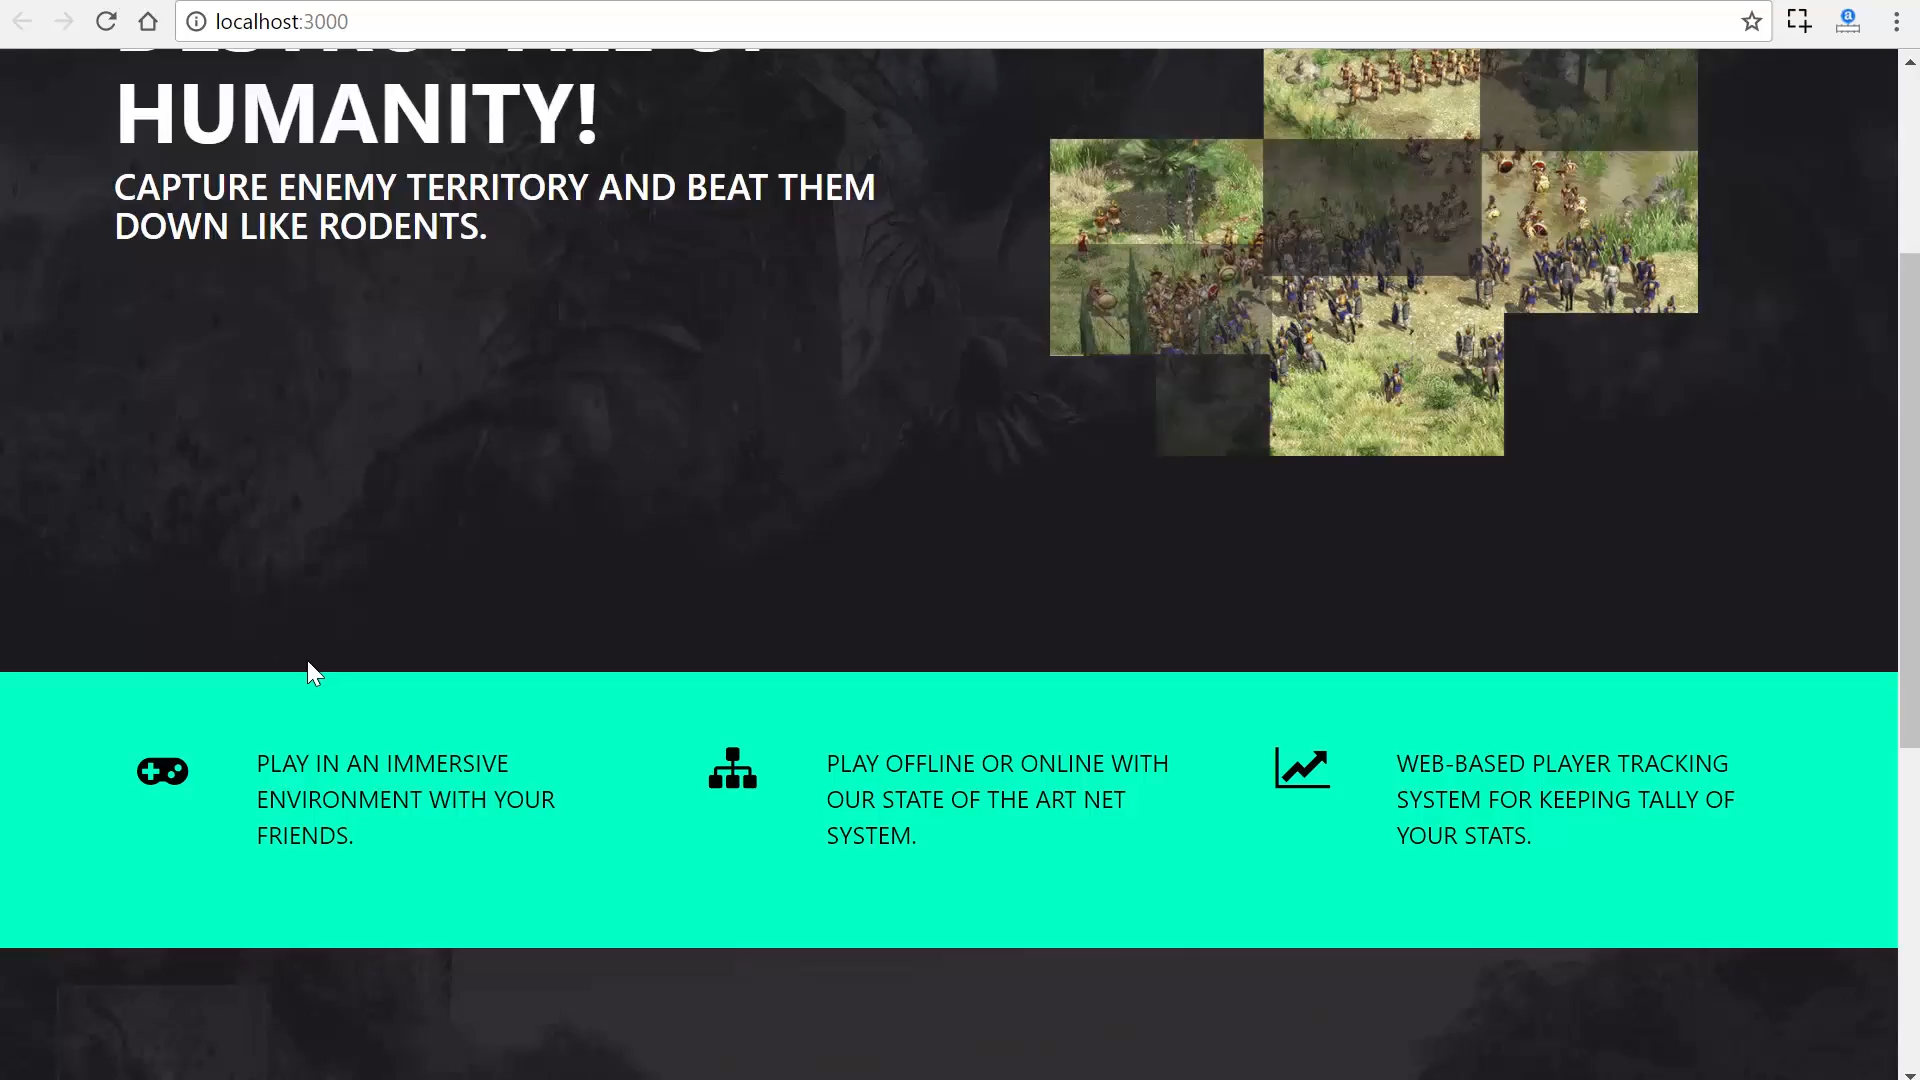 localhost:3000
HUMANITY!
CAPTURE ENEMY TERRITORY AND BEAT THEM
DOWN LIKE RODENTS.
PLAY IN AN IMMERSIVE
ENVIRONMENT WITH YOUR
FRIENDS.
PLAY OFFLINE OR ONLINE WITH
OUR STATE OF THE ART NET
SYSTEM.
WEB-BASED PLAYER TRACKING
SYSTEM FOR KEEPING TALLY OF
YOUR STATS.